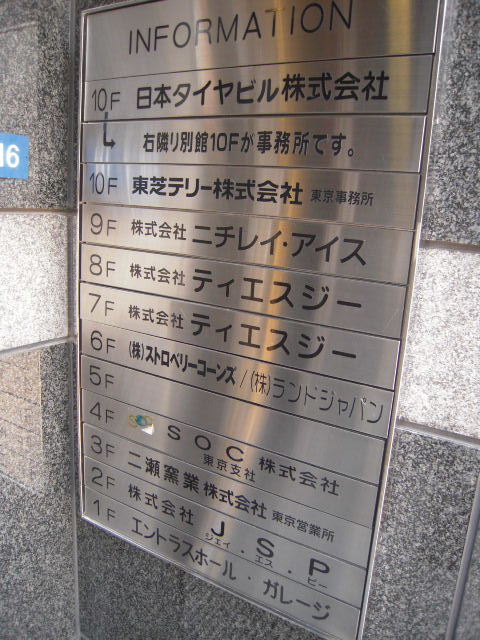 INFORMATION
10F 日本タイヤビル株式会社
右隣り別館10Fが事務所です。
10F 東芝テリー株式会社 東京事務所
9F 株式会社 ニチレイ・アイス
8F 株式会社 ティエスジー
7F 株式会社 ティエスジー
6F (株)ストロベリーコーンズ/(株)ランドジャパン
5F
4F SOC 株式会社
東京支社
3F 二瀬窯業株式会社 東京営業所
2F 株式会社 J.S.P
ジェイ.エス.ピー
1F エントラスホール・ガレージ
16